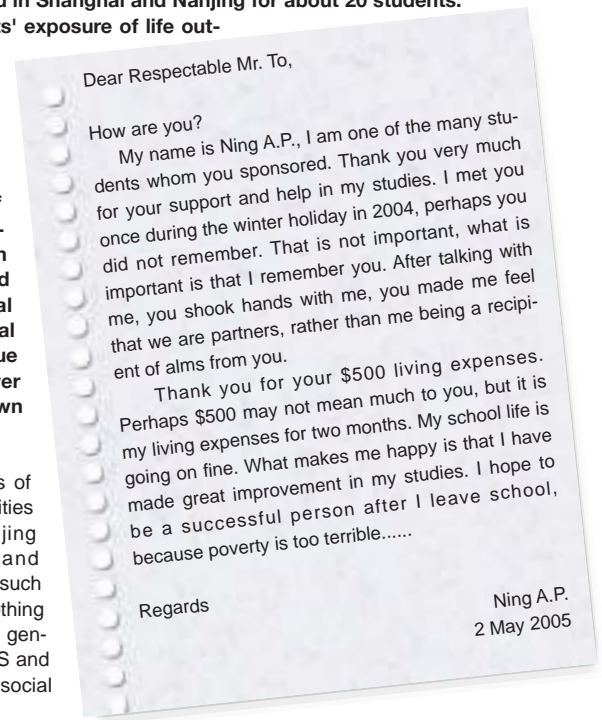 d in Shanghai and Nanjing for about 20 students.
ts' exposure of life out-
n
d
al
al
ue
er
wn
s of
ities
jing
and
such
thing
gen-
S and
social
Dear Respectable Mr. To,
How are you?
My name is Ning A.P., I am one of the many stu-
dents whom you sponsored. Thank you very much
for your support and help in my studies. I met you
once during the winter holiday in 2004, perhaps you
did not remember. That is not important, what is
important is that I remember you. After talking with
me, you shook hands with me, you made me feel
that we are partners, rather than me being a recipi-
ent of alms from you.
Thank you for your $500 living expenses.
Perhaps $500 may not mean much to you, but it is
my living expenses for two months. My school life is
going on fine. What makes me happy is that I have
made great improvement in my studies. I hope to
be a successful person after I leave school,
because poverty is too terrible......
Regards
Ning A.P.
2 May 2005